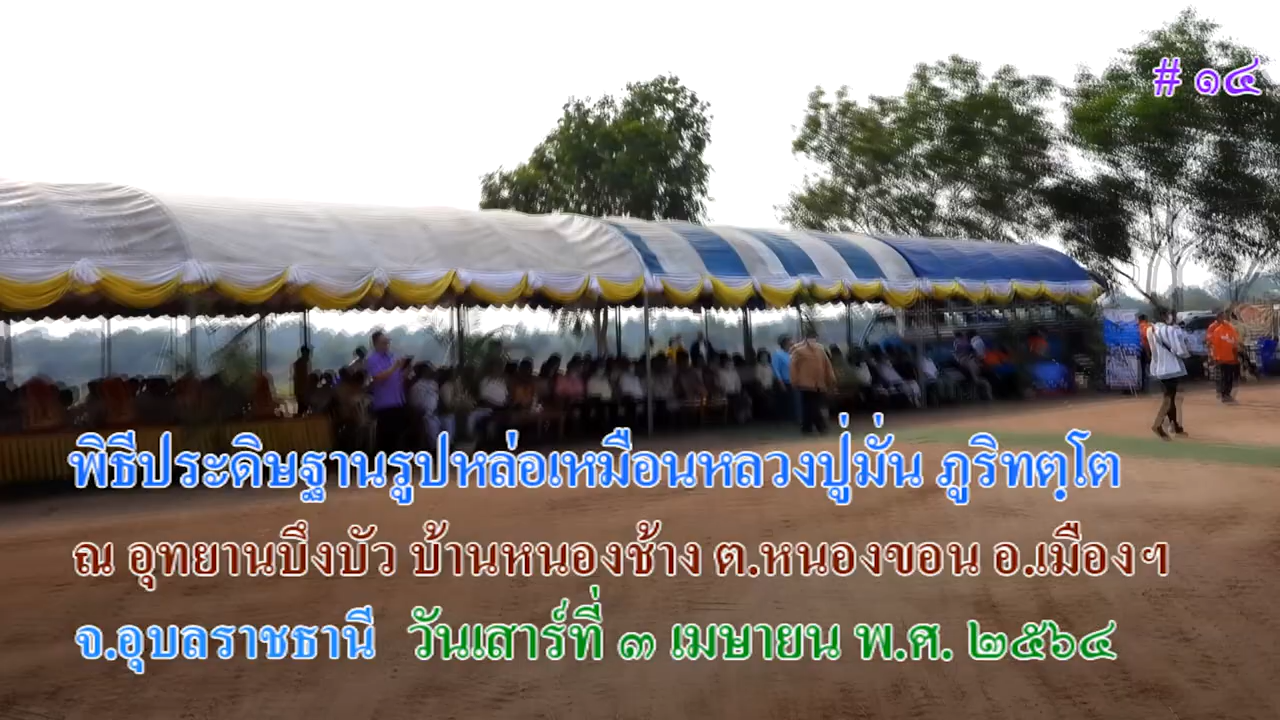 # ๑๔
พิธีประดิษฐานรูปหล่อเหมือนหลวงปู่มั่น ภูริทตฺโต
ณ อุทยานบึงบัว บ้านหนองช้าง ต.หนองขอน อ.เมืองฯ
จ.อุบลราชธานี วันเสาร์ที่ ๓ เมษายน พ.ศ. ๒๕๖๔